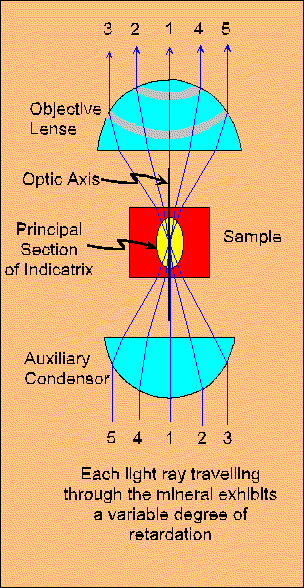 3 2 1 4 5
Objective
Lense
Optic Axis
Principal
Section
of Indicatrix
Sample
Auxiliary
Condensor
5 4 1 2 3
Each light ray travelling
through the mineral exhibits
a variable degree of
retardation